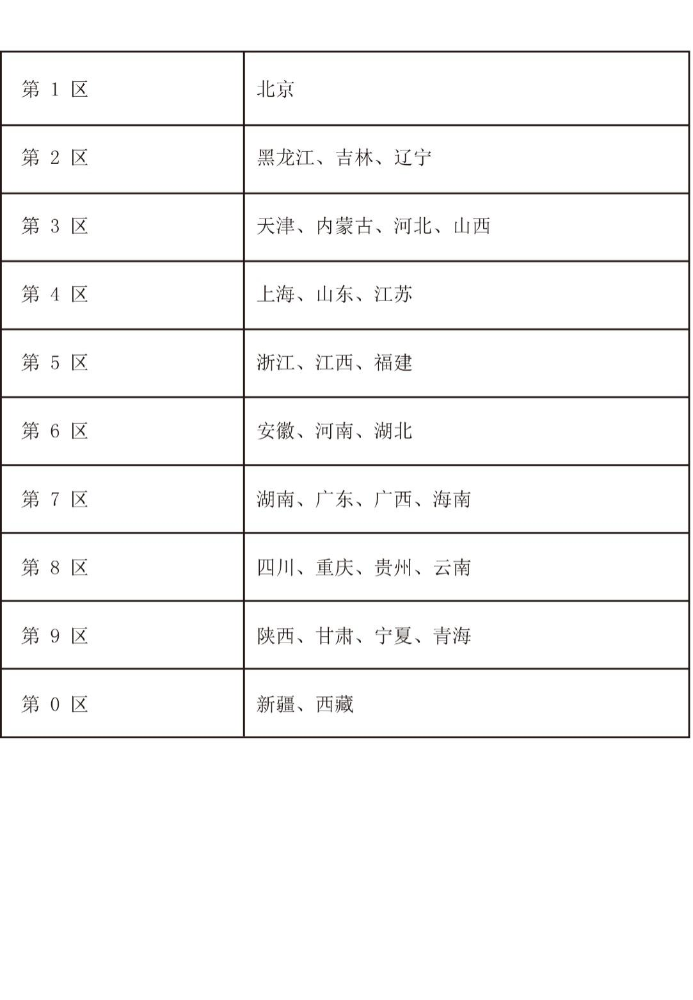 第 1 区 北京
第 2 区 黑龙江、吉林、辽宁
第 3 区 天津、内蒙古、河北、山西
第 4 区 上海、山东、江苏
第 5 区 浙江、江西、福建
第 6 区 安徽、河南、湖北
第 7 区 湖南、广东、广西、海南
第 8 区 四川、重庆、贵州、云南
第 9 区 陕西、甘肃、宁夏、青海
第 0 区 新疆、西藏